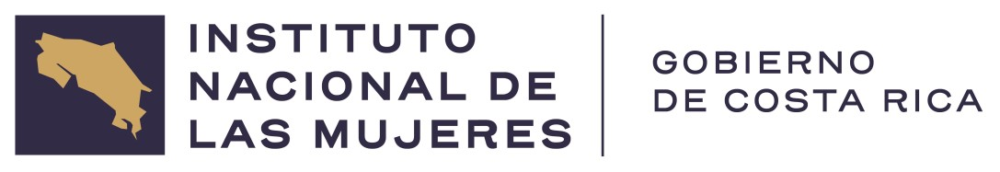 INSTITUTO
NACIONAL DE
LAS MUJERES
GOBIERNO
DE COSTA RICA